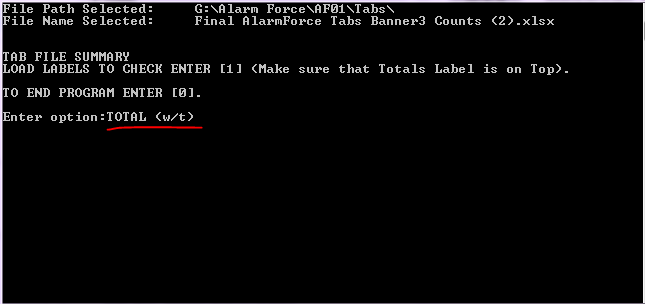 File Path Selected: G:\Alarm Force\AF01\Tabs\
File Name Selected: Final AlarmForce Tabs Banner3 Counts (2).xlsx
TAB FILE SUMMARY
LOAD LABELS TO CHECK ENTER [1] (Make sure that Totals Label is on Top).
TO END PROGRAM ENTER [0].
Enter option:TOTAL (w/t)